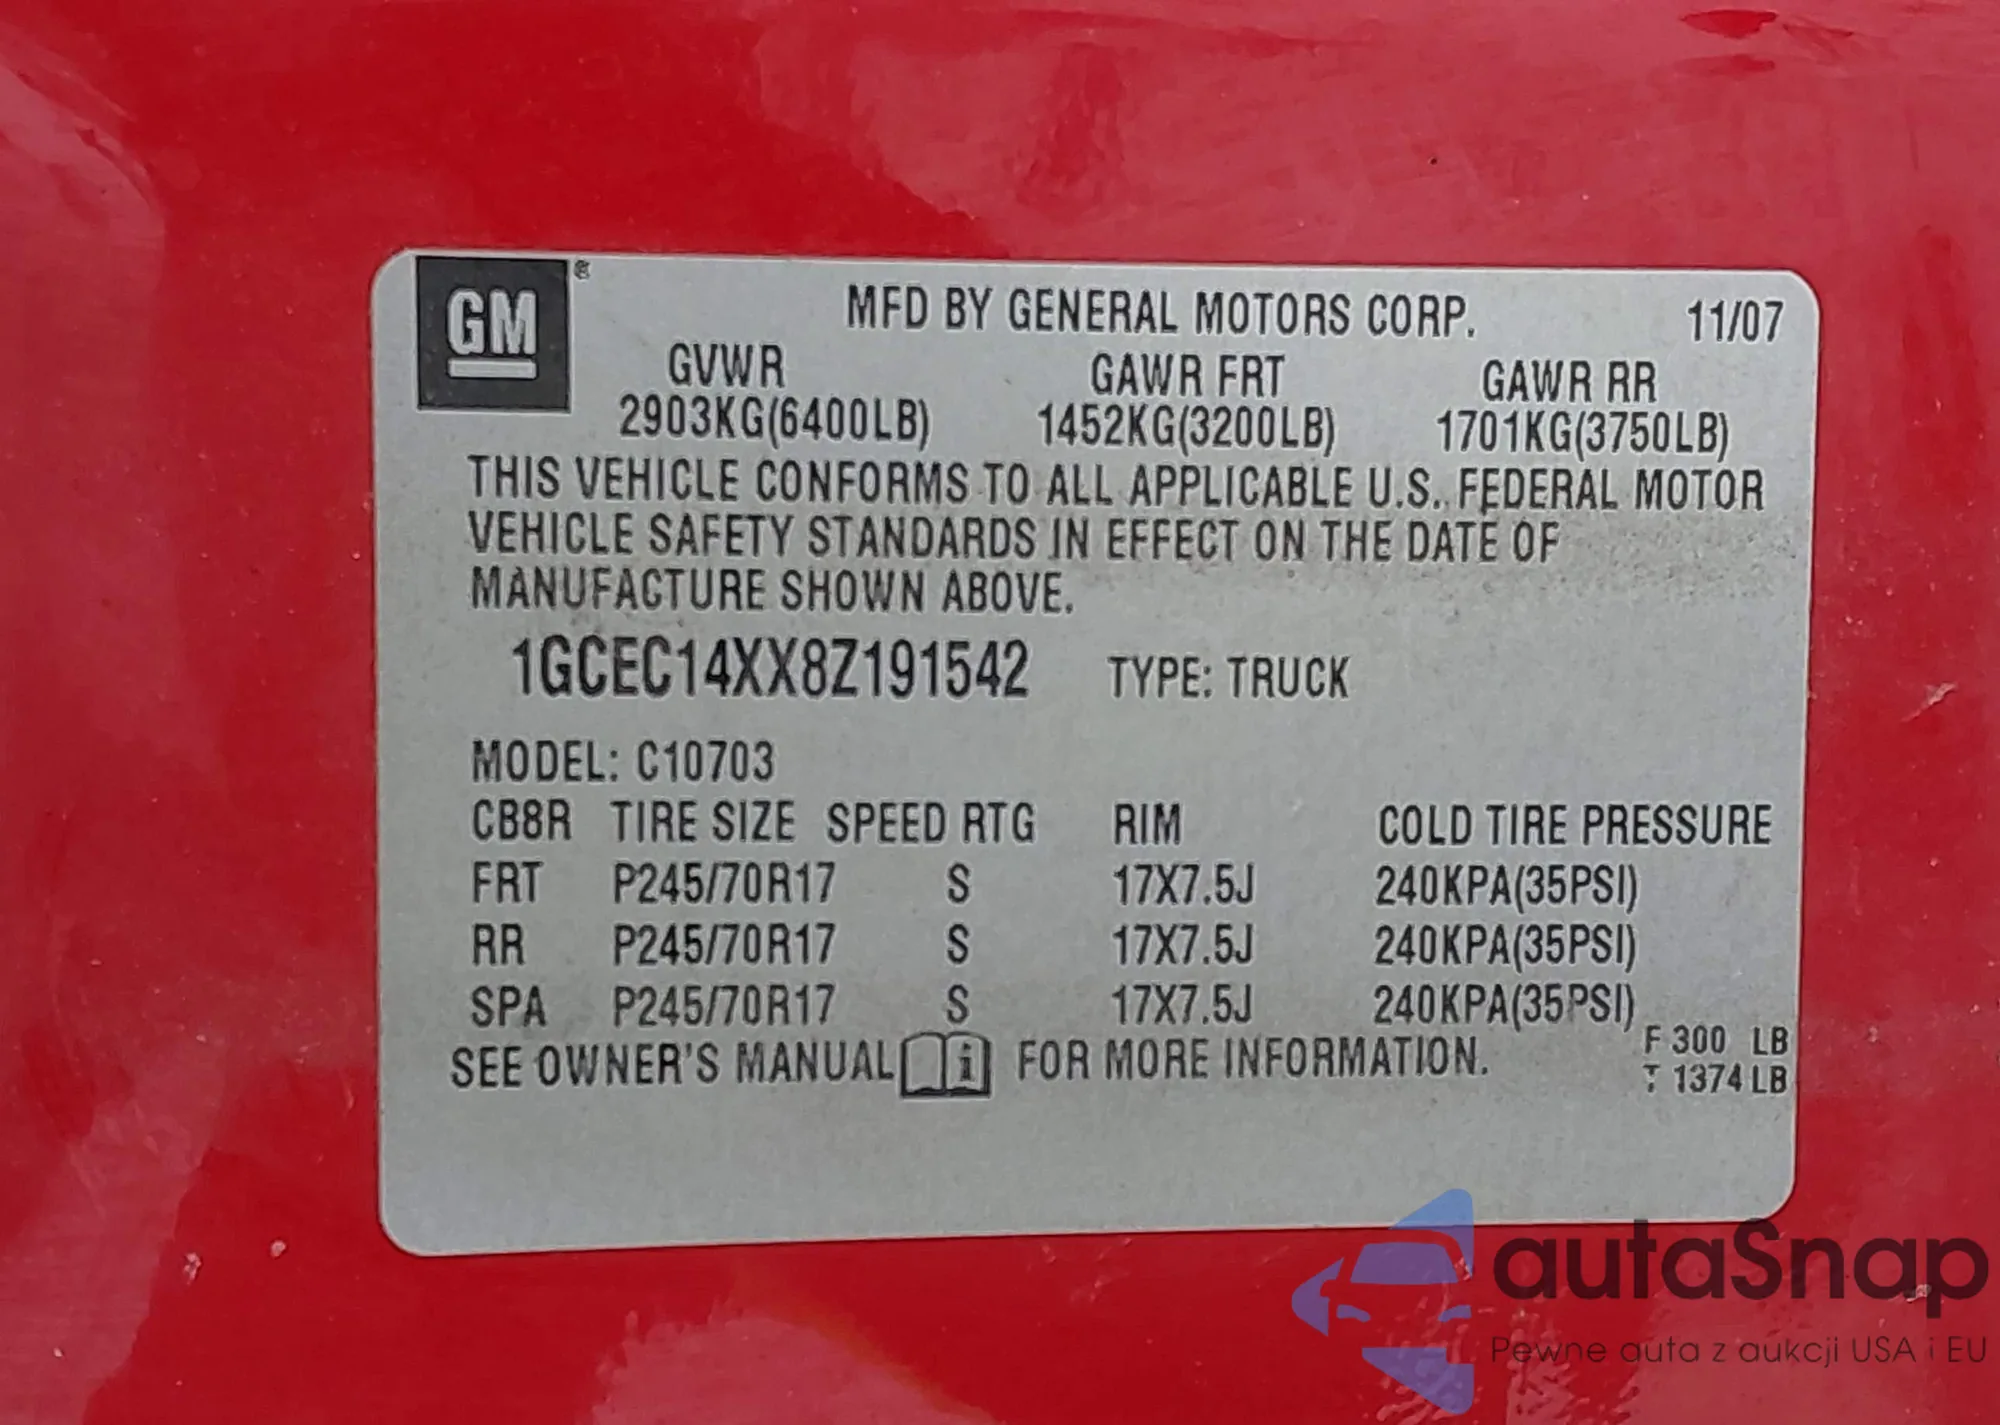 GM®
MFD BY GENERAL MOTORS CORP. 11/07
GVWR GAWR FRT GAWR RR
2903KG(6400LB) 1452KG(3200LB) 1701KG(3750LB)
THIS VEHICLE CONFORMS TO ALL APPLICABLE U.S. FEDERAL MOTOR
VEHICLE SAFETY STANDARDS IN EFFECT ON THE DATE OF
MANUFACTURE SHOWN ABOVE.
1GCEC14XX8Z191542 TYPE: TRUCK
MODEL: C10703
CB8R TIRE SIZE SPEED RTG RIM COLD TIRE PRESSURE
FRT P245/70R17 S 17X7.5J 240KPA(35PSI)
RR P245/70R17 S 17X7.5J 240KPA(35PSI)
SPA P245/70R17 S 17X7.5J 240KPA(35PSI)
SEE OWNER'S MANUAL i FOR MORE INFORMATION.
F 300 LB
T 1374 LB
autaSnap
Pewne auta z aukcji USA i EU